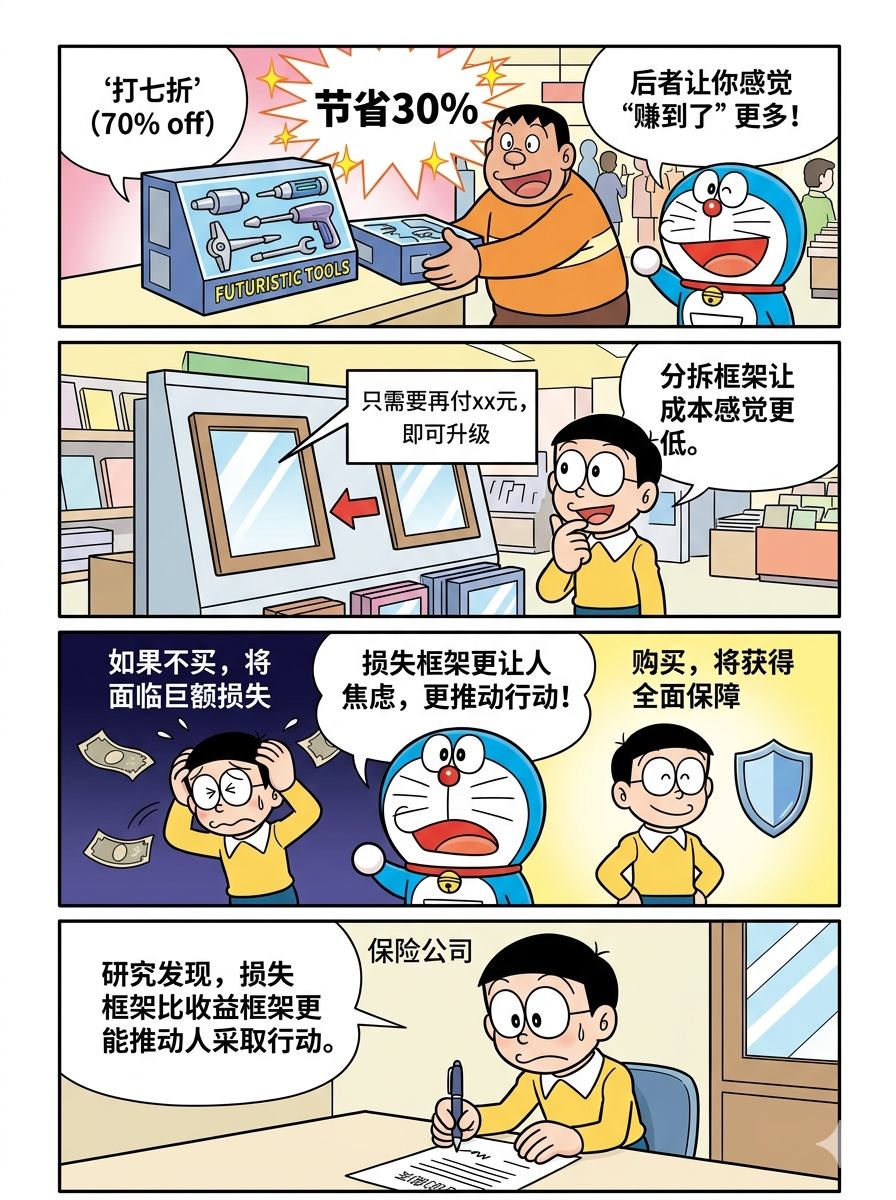 ‘打七折’
（70% off）
节省30%
后者让你感觉
“赚到了”更多！
FUTURISTIC TOOLS
只需要再付xx元，
即可升级
分拆框架让
成本感觉更
低。
如果不买，将
面临巨额损失
损失框架更让人
焦虑，更推动行动！
购买，将获得
全面保障
保险公司
研究发现，损失
框架比收益框架更
能推动人采取行动。